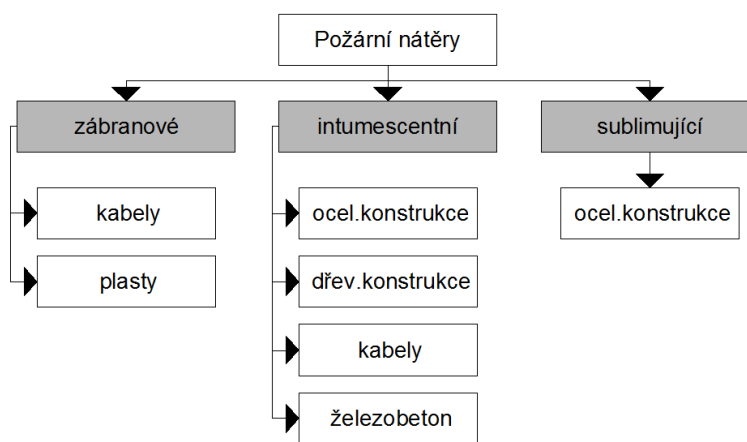 Požární nátěry
zábranové
intumescentní
sublimující
kabely
ocel.konstrukce
ocel.konstrukce
plasty
dřev.konstrukce
kabely
železobeton